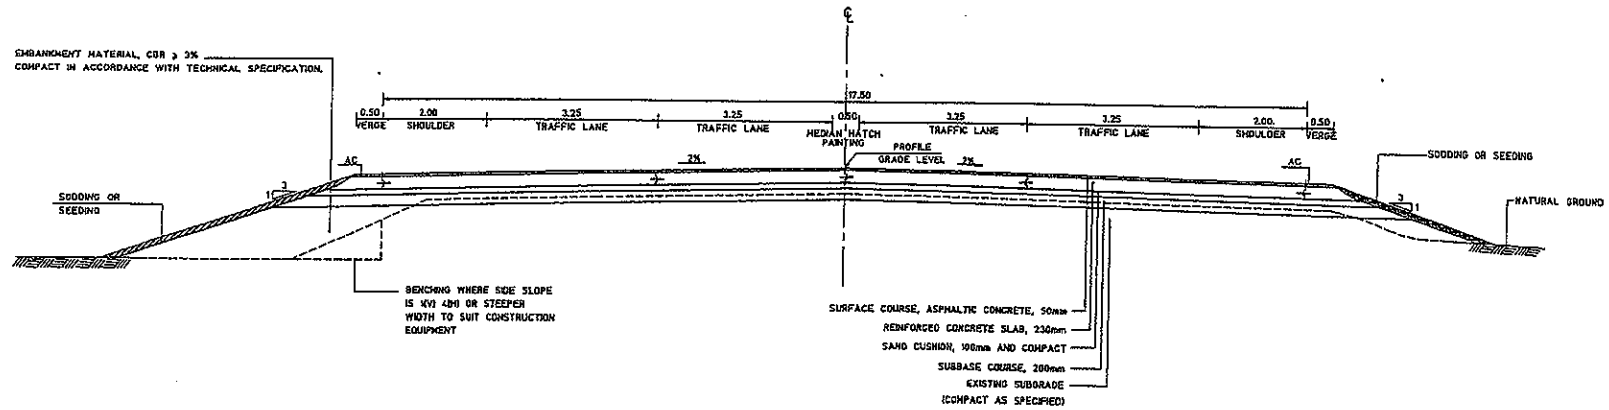 ℄
EMBANKMENT MATERIAL, CBR ≥ 3%
COMPACT IN ACCORDANCE WITH TECHNICAL SPECIFICATION.
17.50
0.50 2.00 3.25 3.25 0.50 3.25 3.25 2.00 0.50
VERGE SHOULDER TRAFFIC LANE TRAFFIC LANE MEDIAN HATCH TRAFFIC LANE TRAFFIC LANE SHOULDER VERGE
PAINTING
PROFILE
GRADE LEVEL
AC 2% 2% AC
SODDING OR SEEDING
3
1
3
1
SODDING OR
SEEDING
NATURAL GROUND
BENCHING WHERE SIDE SLOPE
IS 1(V) 4(H) OR STEEPER
WIDTH TO SUIT CONSTRUCTION
EQUIPMENT
SURFACE COURSE, ASPHALTIC CONCRETE, 50mm
REINFORCED CONCRETE SLAB, 230mm
SAND CUSHION, 100mm AND COMPACT
SUBBASE COURSE, 200mm
EXISTING SUBGRADE
(COMPACT AS SPECIFIED)